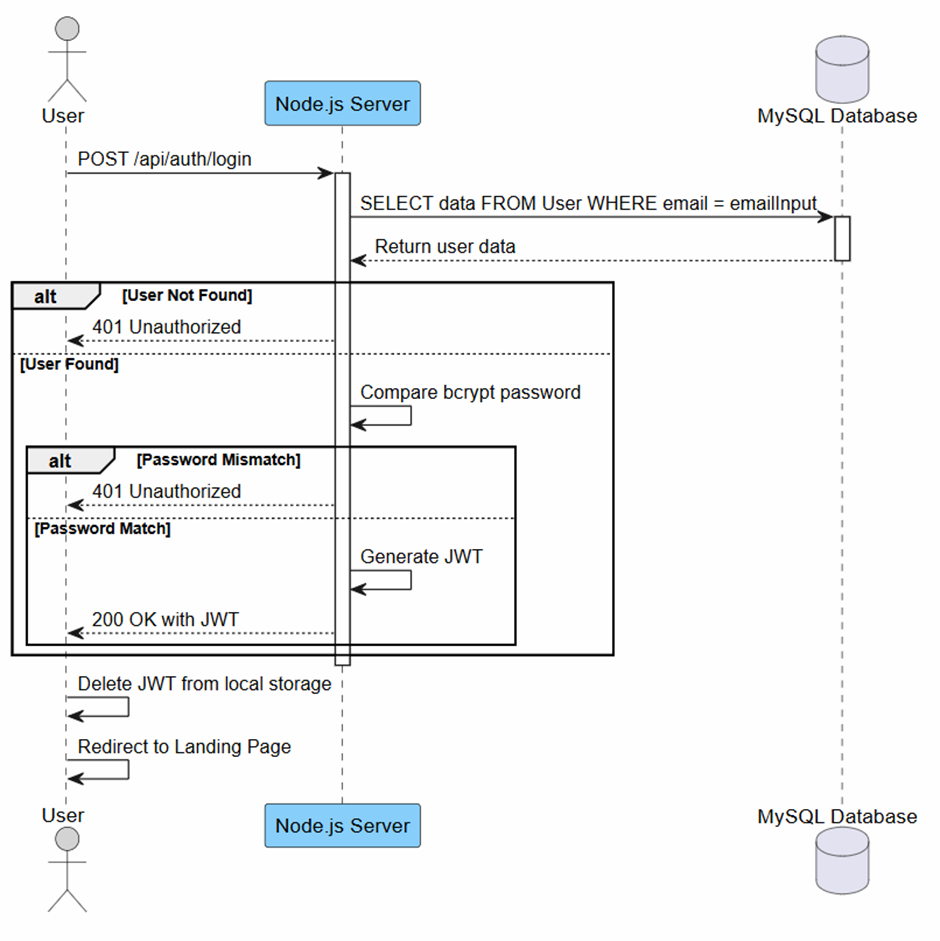 User
Node.js Server
MySQL Database
POST /api/auth/login
SELECT data FROM User WHERE email = emailInput
Return user data
alt [User Not Found]
401 Unauthorized
[User Found]
Compare bcrypt password
alt [Password Mismatch]
401 Unauthorized
[Password Match]
Generate JWT
200 OK with JWT
Delete JWT from local storage
Redirect to Landing Page
User
Node.js Server
MySQL Database